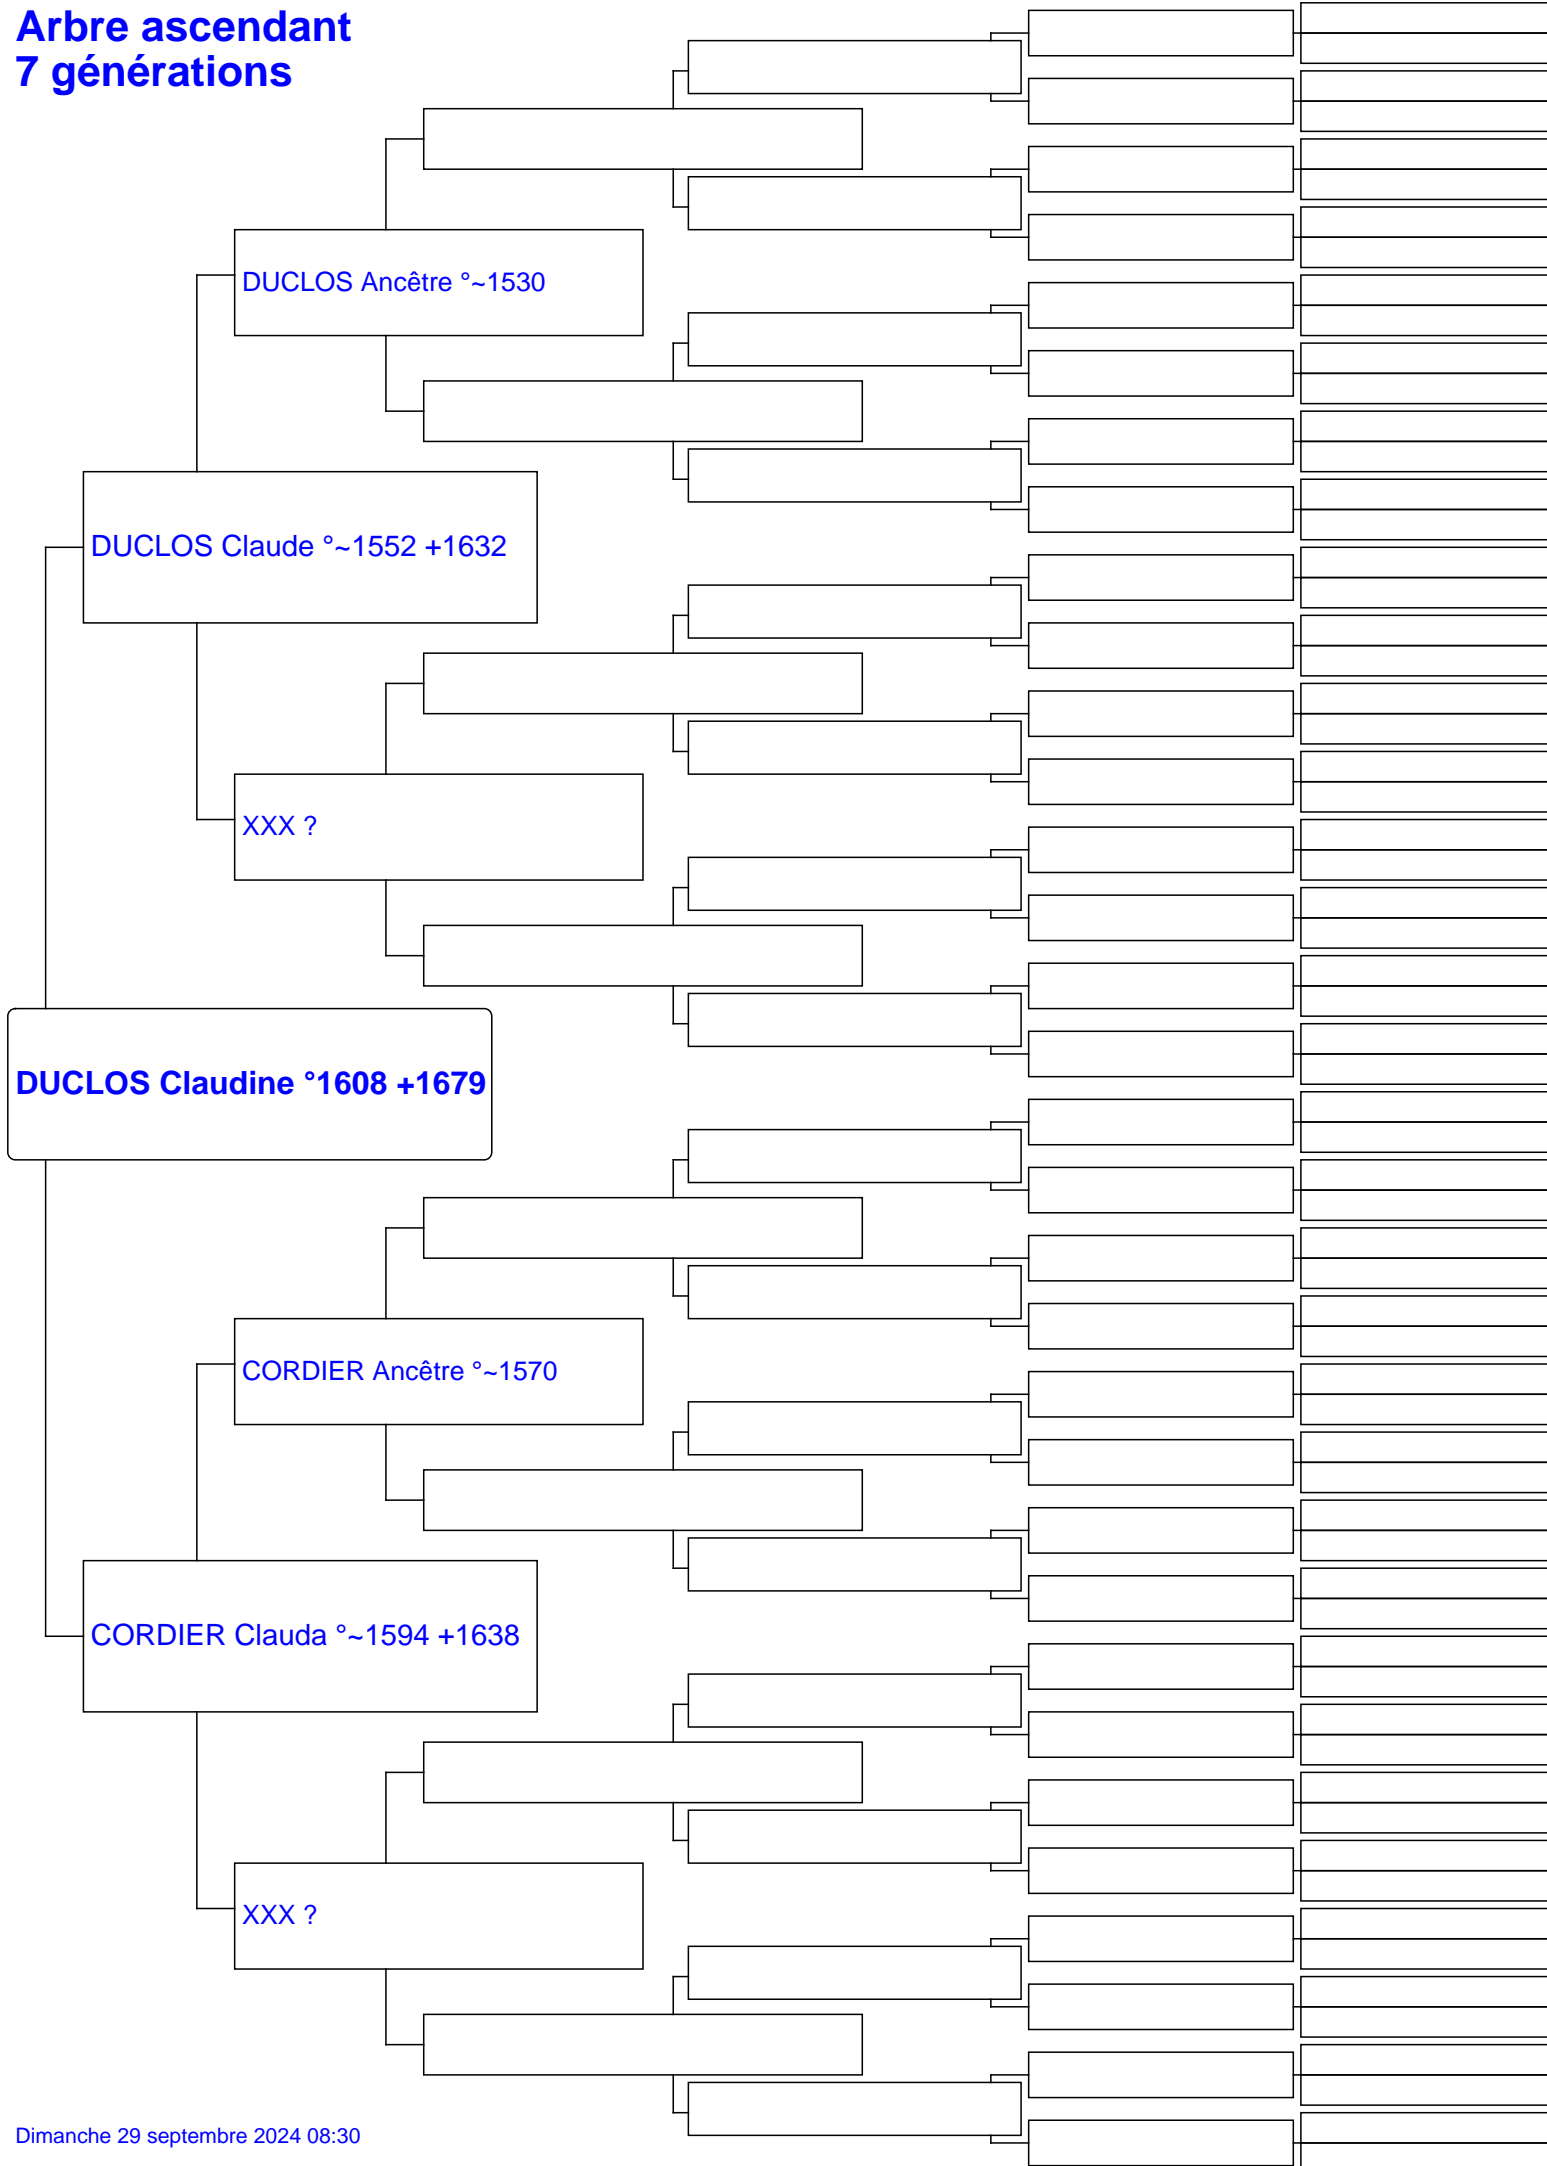 Arbre ascendant
7 générations
DUCLOS Ancêtre °~1530
DUCLOS Claude °~1552 +1632
XXX ?
DUCLOS Claudine °1608 +1679
CORDIER Ancêtre °~1570
CORDIER Clauda °~1594 +1638
XXX ?
Dimanche 29 septembre 2024 08:30